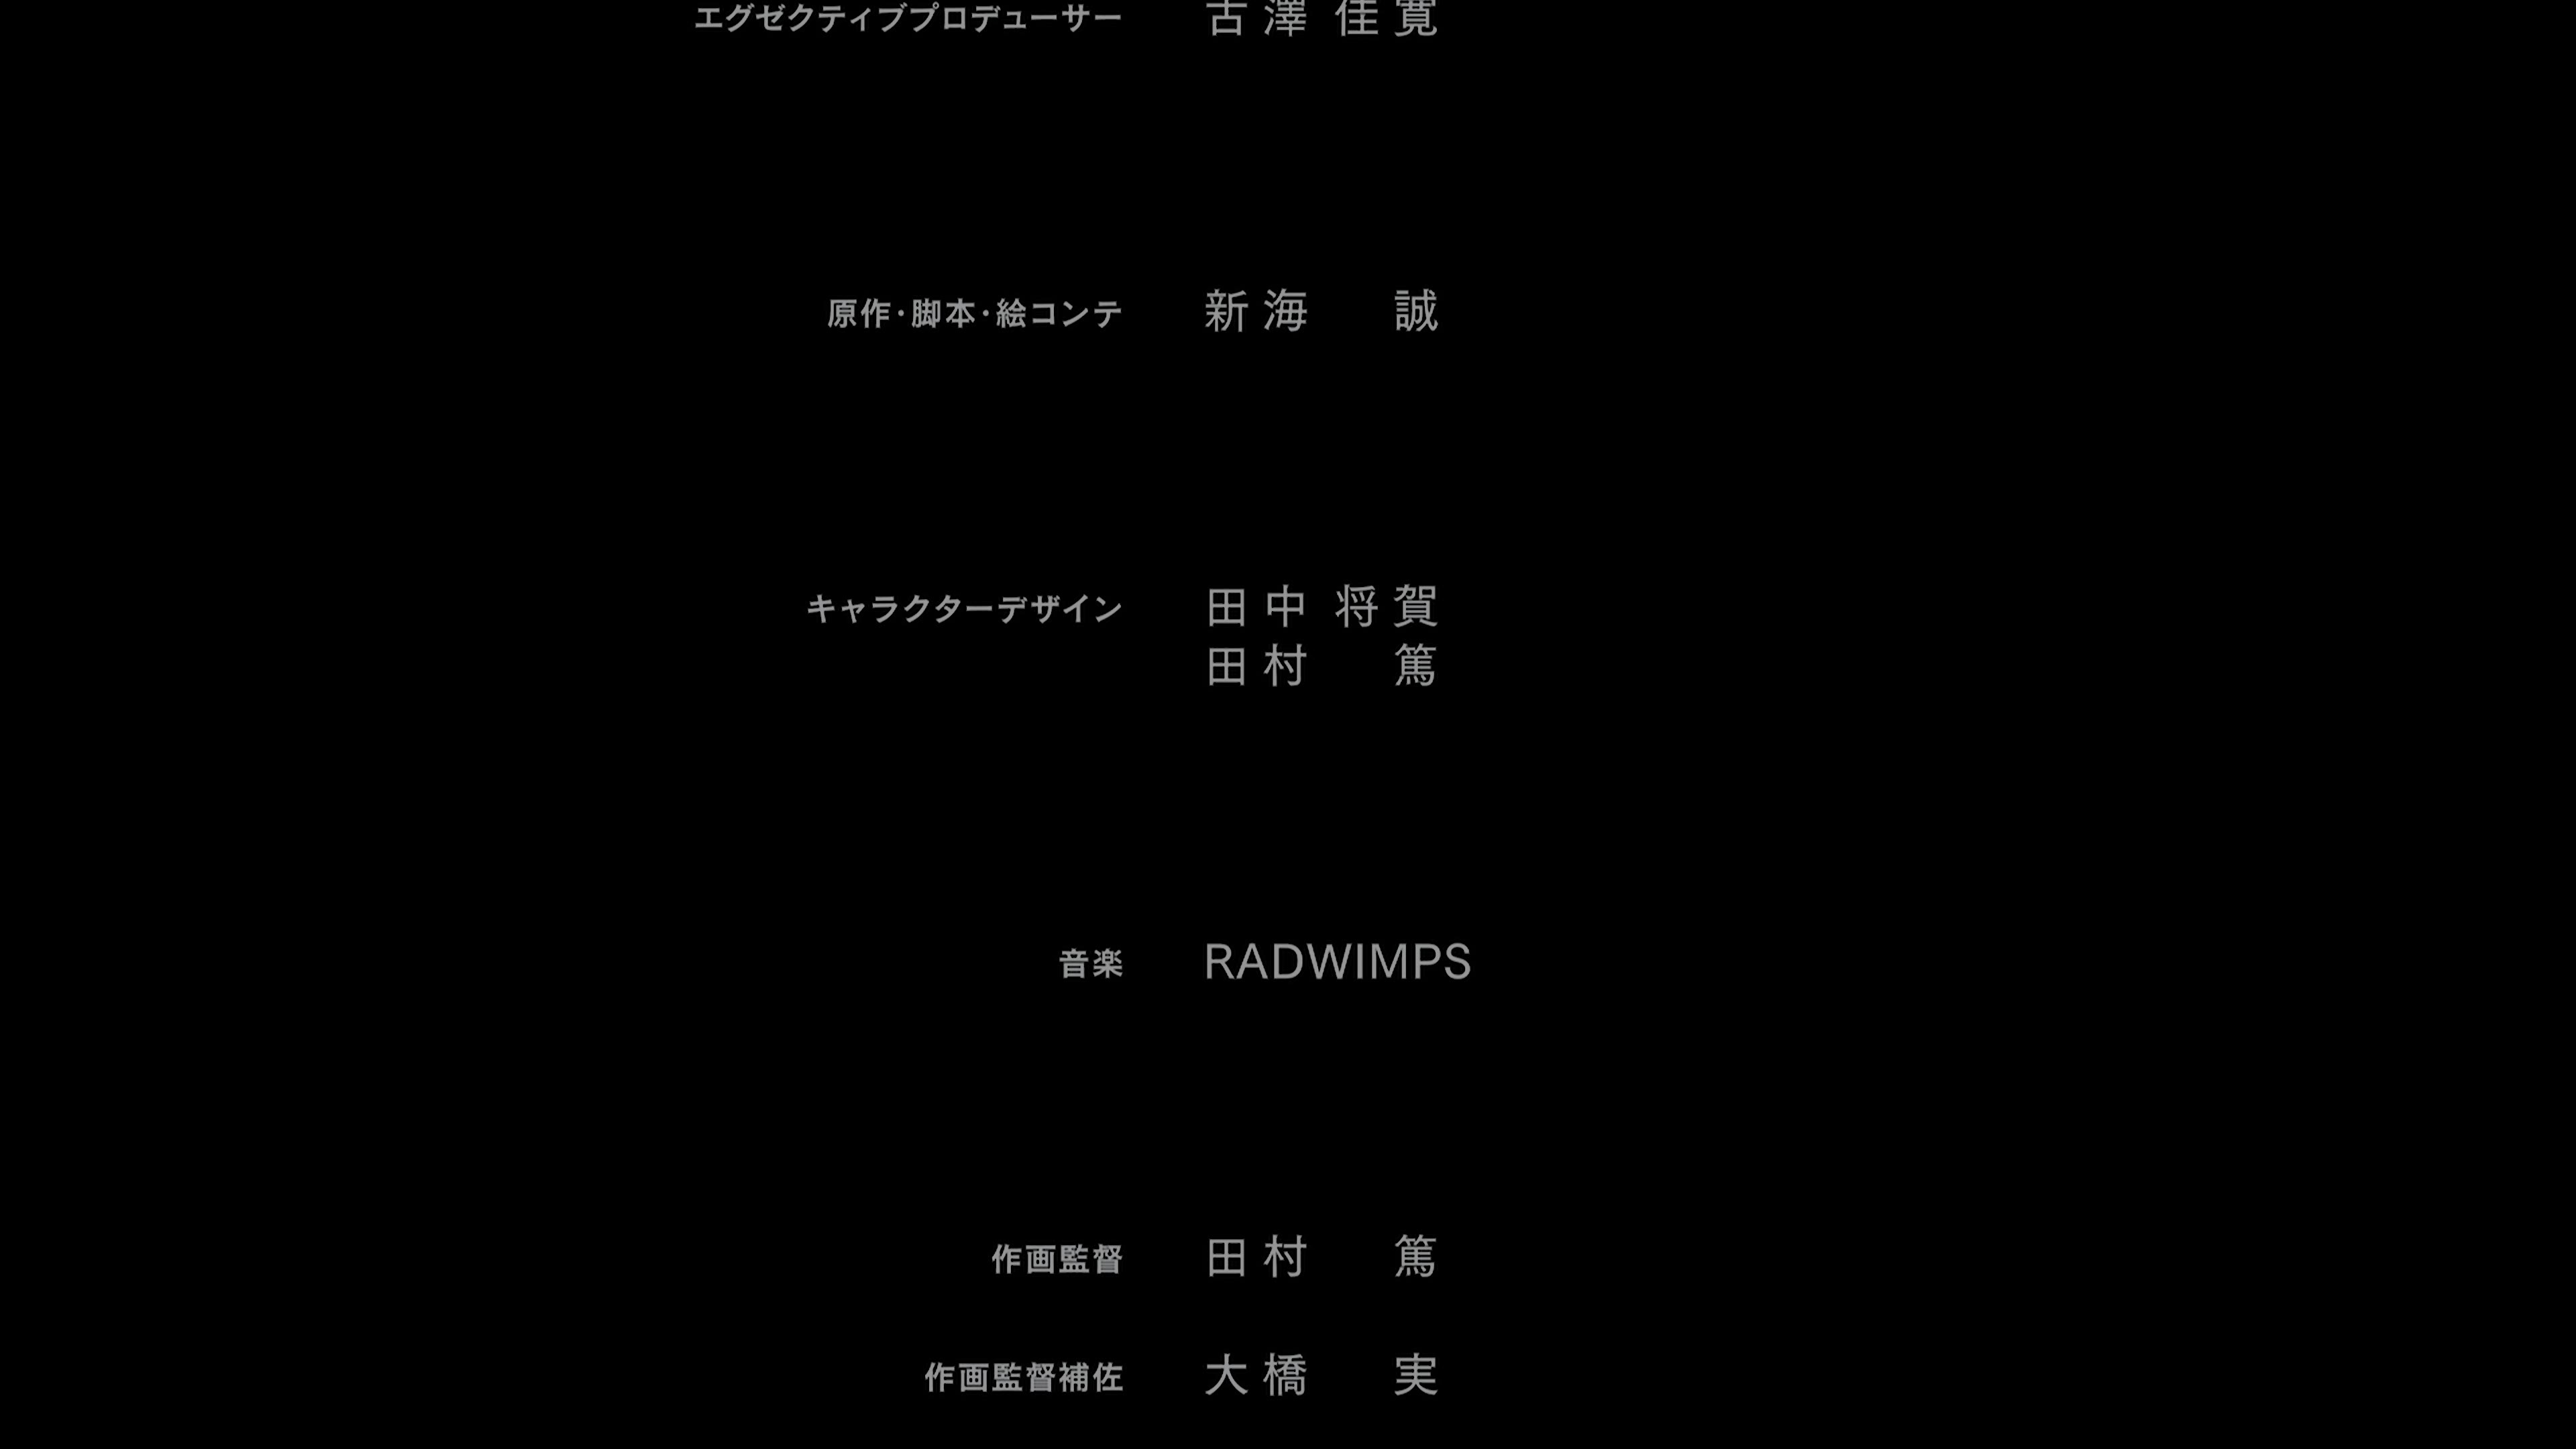 エグゼクティブプロデューサー 古澤 佳寛
原作・脚本・絵コンテ 新海 誠
キャラクターデザイン 田中 将賀
田村 篤
音楽 RADWIMPS
作画監督 田村 篤
作画監督補佐 大橋 実